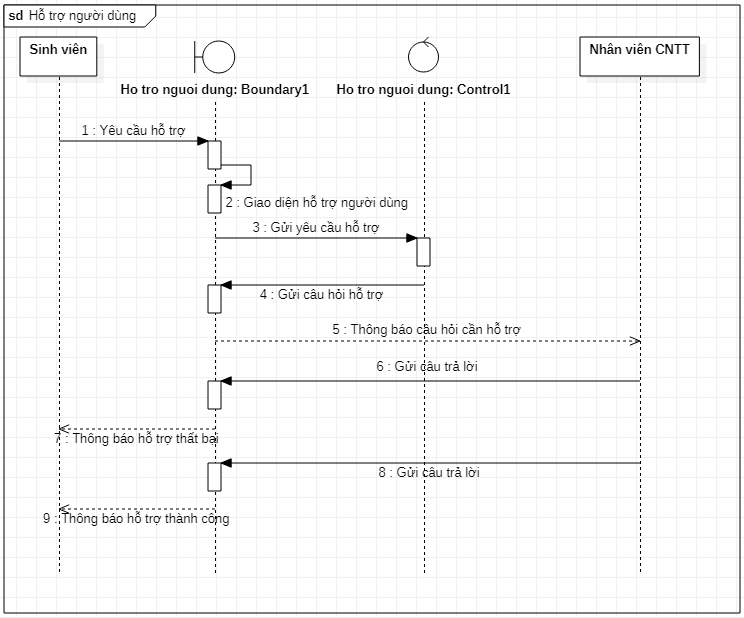 sd Hỗ trợ người dùng
Sinh viên
Nhân viên CNTT
Ho tro nguoi dung: Boundary1
Ho tro nguoi dung: Control1
1 : Yêu cầu hỗ trợ
2 : Giao diện hỗ trợ người dùng
3 : Gửi yêu cầu hỗ trợ
4 : Gửi câu hỏi hỗ trợ
5 : Thông báo câu hỏi cần hỗ trợ
6 : Gửi câu trả lời
7 : Thông báo hỗ trợ thất bại
8 : Gửi câu trả lời
9 : Thông báo hỗ trợ thành công